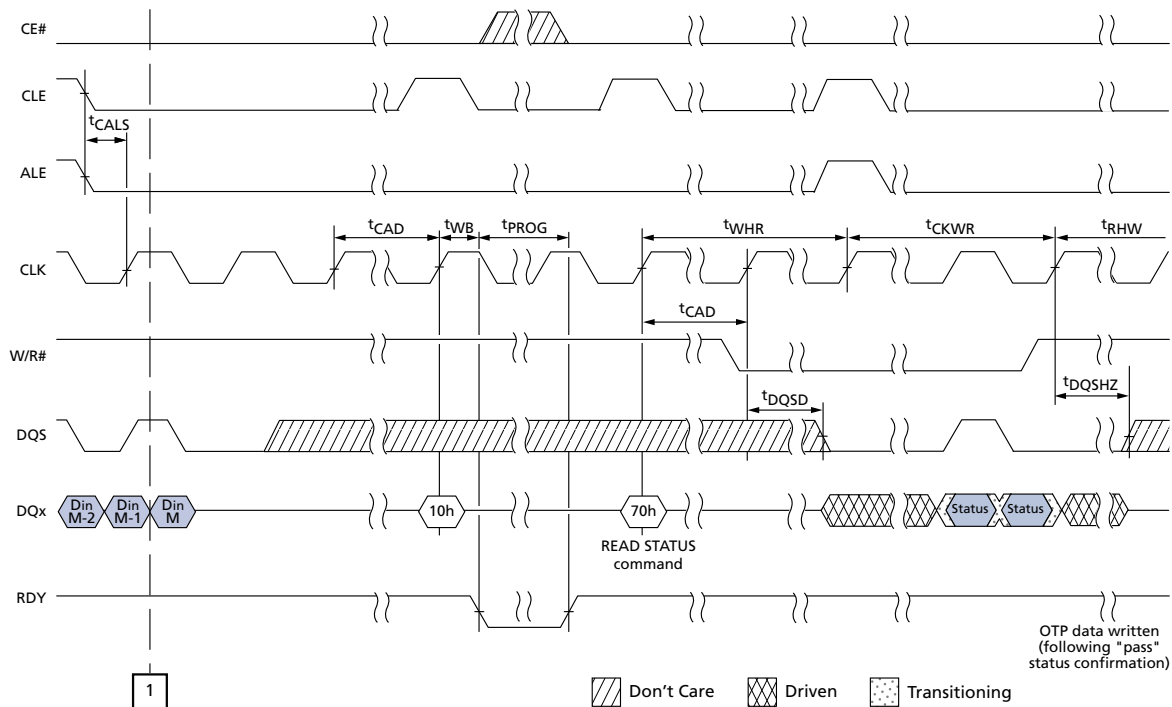 CE#
CLE
tCALS
ALE
tCAD
tWB
tPROG
tWHR
tCKWR
tRHW
CLK
tCAD
W/R#
tDQSD
tDQSHZ
DQS
DQx
Din
M-2
Din
M-1
Din
M
10h
70h
Status
Status
READ STATUS
command
RDY
OTP data written
(following "pass"
status confirmation)
1
Don't Care
Driven
Transitioning